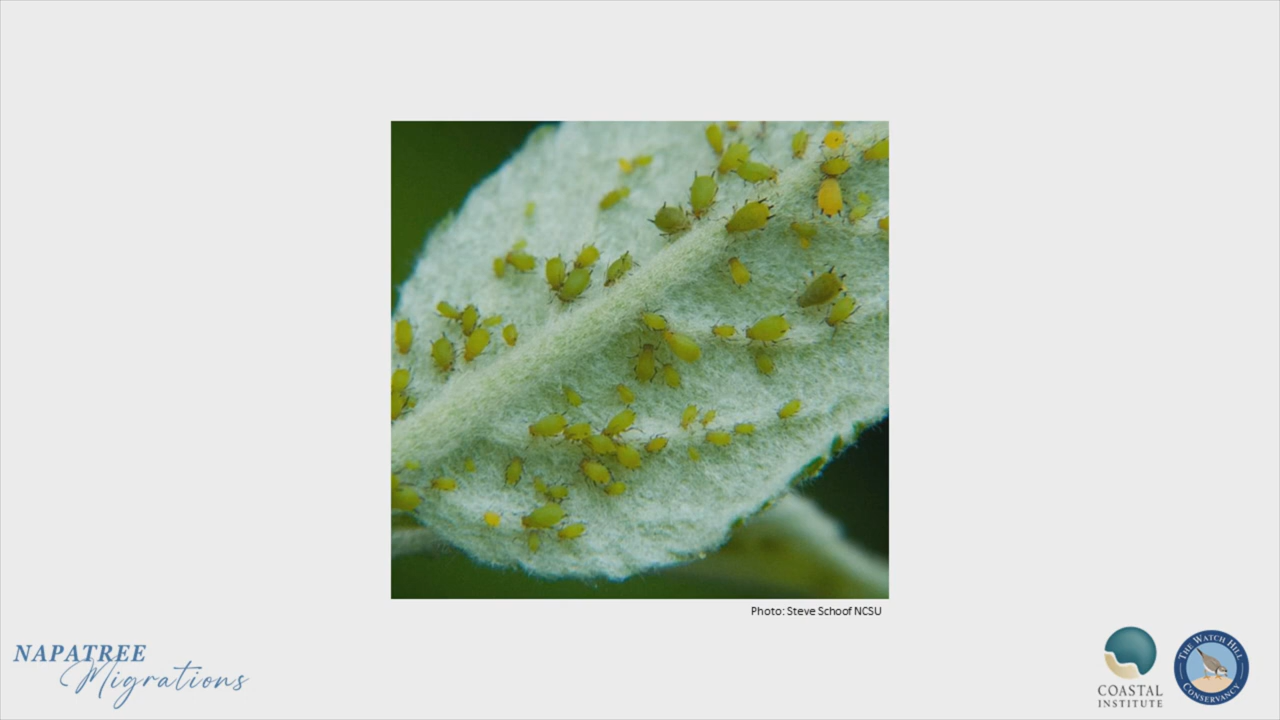 Photo: Steve Schoof NCSU
NAPATREE
Migrations
COASTAL
INSTITUTE
THE WATCH HILL
CONSERVANCY